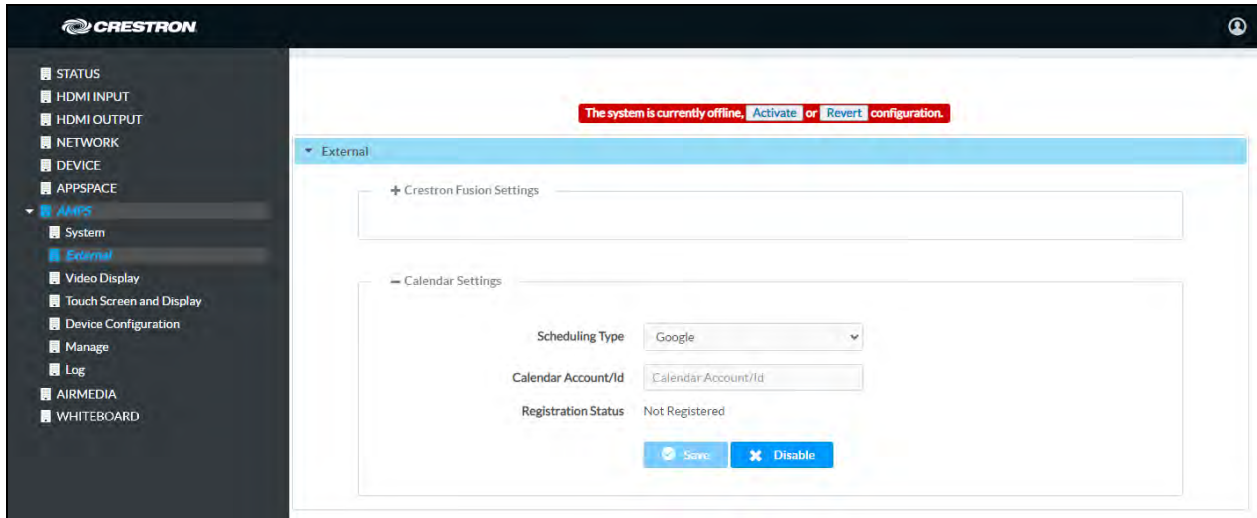 CRESTRON
STATUS
HDMI INPUT
HDMI OUTPUT
NETWORK
DEVICE
APPSPACE
AMPS
System
External
Video Display
Touch Screen and Display
Device Configuration
Manage
Log
AIRMEDIA
WHITEBOARD
The system is currently offline, Activate or Revert configuration.
External
Crestron Fusion Settings
Calendar Settings
Scheduling Type Google
Calendar Account/Id Calendar Account/Id
Registration Status Not Registered
Save Disable